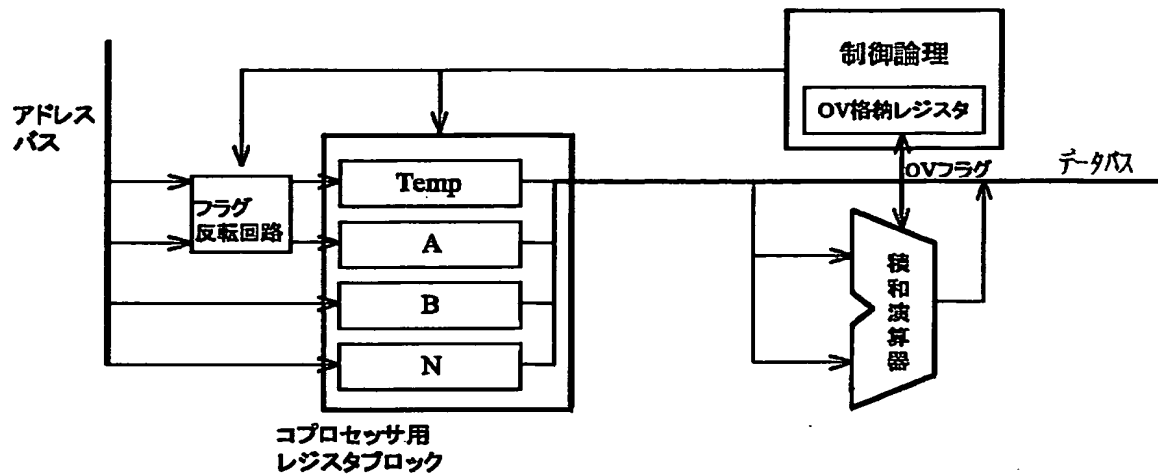 制御論理
OV格納レジスタ
アドレス
バス
OVフラグ
データバス
フラグ
反転回路
Temp
A
B
N
積和演算器
コプロセッサ用
レジスタブロック